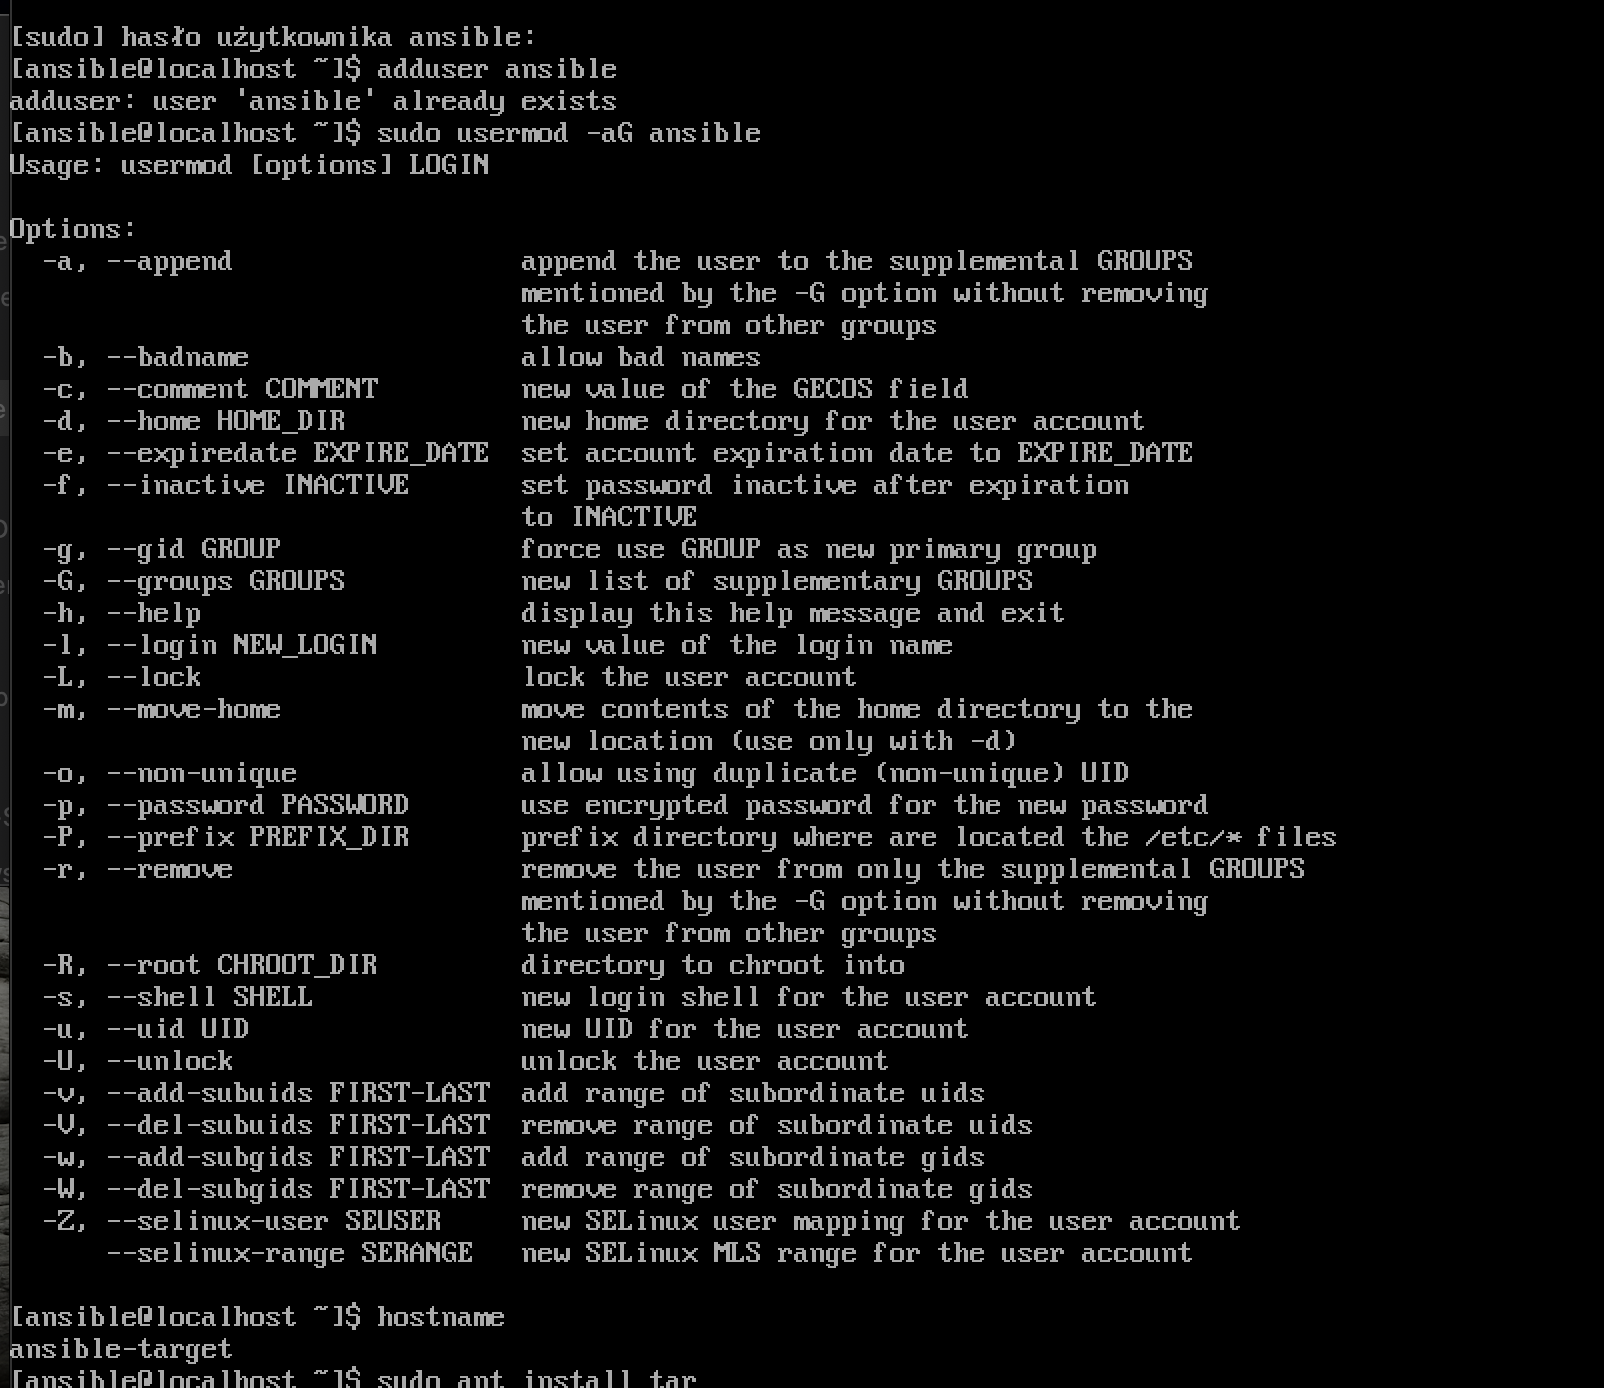 [sudo] hasło użytkownika ansible:
[ansible@localhost ~]$ adduser ansible
adduser: user 'ansible' already exists
[ansible@localhost ~]$ sudo usermod -aG ansible
Usage: usermod [options] LOGIN

Options:
  -a, --append                  append the user to the supplemental GROUPS
                                mentioned by the -G option without removing
                                the user from other groups
  -b, --badname                 allow bad names
  -c, --comment COMMENT         new value of the GECOS field
  -d, --home HOME_DIR           new home directory for the user account
  -e, --expiredate EXPIRE_DATE  set account expiration date to EXPIRE_DATE
  -f, --inactive INACTIVE       set password inactive after expiration
                                to INACTIVE
  -g, --gid GROUP               force use GROUP as new primary group
  -G, --groups GROUPS           new list of supplementary GROUPS
  -h, --help                    display this help message and exit
  -l, --login NEW_LOGIN         new value of the login name
  -L, --lock                    lock the user account
  -m, --move-home               move contents of the home directory to the
                                new location (use only with -d)
  -o, --non-unique              allow using duplicate (non-unique) UID
  -p, --password PASSWORD       use encrypted password for the new password
  -P, --prefix PREFIX_DIR       prefix directory where are located the /etc/* files
  -r, --remove                  remove the user from only the supplemental GROUPS
                                mentioned by the -G option without removing
                                the user from other groups
  -R, --root CHROOT_DIR         directory to chroot into
  -s, --shell SHELL             new login shell for the user account
  -u, --uid UID                 new UID for the user account
  -U, --unlock                  unlock the user account
  -v, --add-subuids FIRST-LAST  add range of subordinate uids
  -V, --del-subuids FIRST-LAST  remove range of subordinate uids
  -w, --add-subgids FIRST-LAST  add range of subordinate gids
  -W, --del-subgids FIRST-LAST  remove range of subordinate gids
  -Z, --selinux-user SEUSER     new SELinux user mapping for the user account
      --selinux-range SERANGE   new SELinux MLS range for the user account

[ansible@localhost ~]$ hostname
ansible-target
[ansible@localhost ~]$ sudo apt install tar